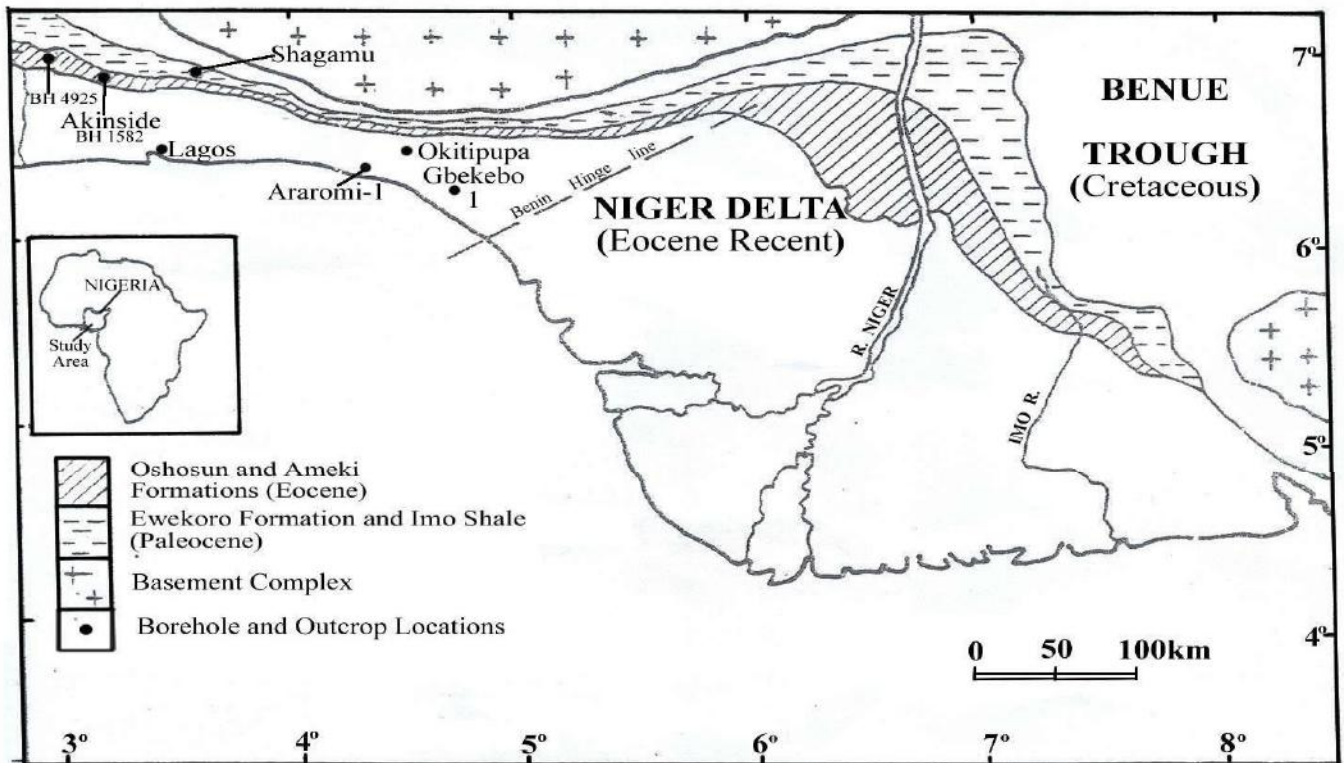 Shagamu
BH 4925
Akinside
BH 1582
Lagos
Araromi-1
Okitipupa
Gbekebo
1
Benin Hinge line
NIGER DELTA
(Eocene Recent)
BENUE
TROUGH
(Cretaceous)
R. NIGER
IMO R.
7º
6º
5º
4º
NIGERIA
Study
Area
Oshosun and Ameki
Formations (Eocene)
Ewekoro Formation and Imo Shale
(Paleocene)
Basement Complex
Borehole and Outcrop Locations
0 50 100km
3º 4º 5º 6º 7º 8º